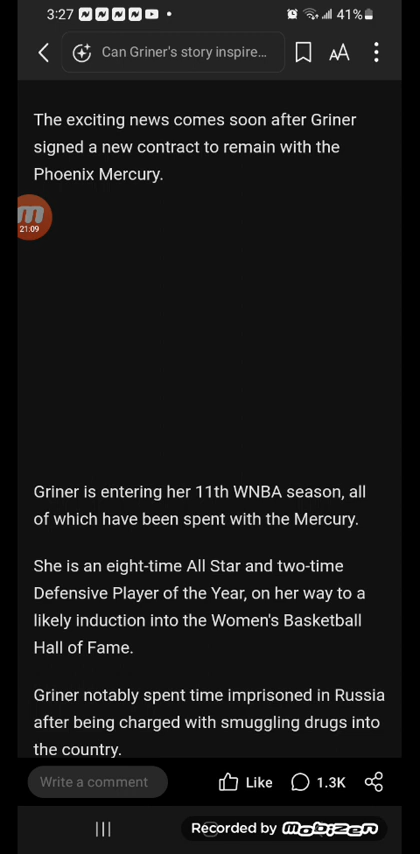 3:27
41%
Can Griner's story inspire...
AA
The exciting news comes soon after Griner
signed a new contract to remain with the
Phoenix Mercury.
21:09
Griner is entering her 11th WNBA season, all
of which have been spent with the Mercury.
She is an eight-time All Star and two-time
Defensive Player of the Year, on her way to a
likely induction into the Women's Basketball
Hall of Fame.
Griner notably spent time imprisoned in Russia
after being charged with smuggling drugs into
the country.
Write a comment
Like
1.3K
Recorded by mobizen